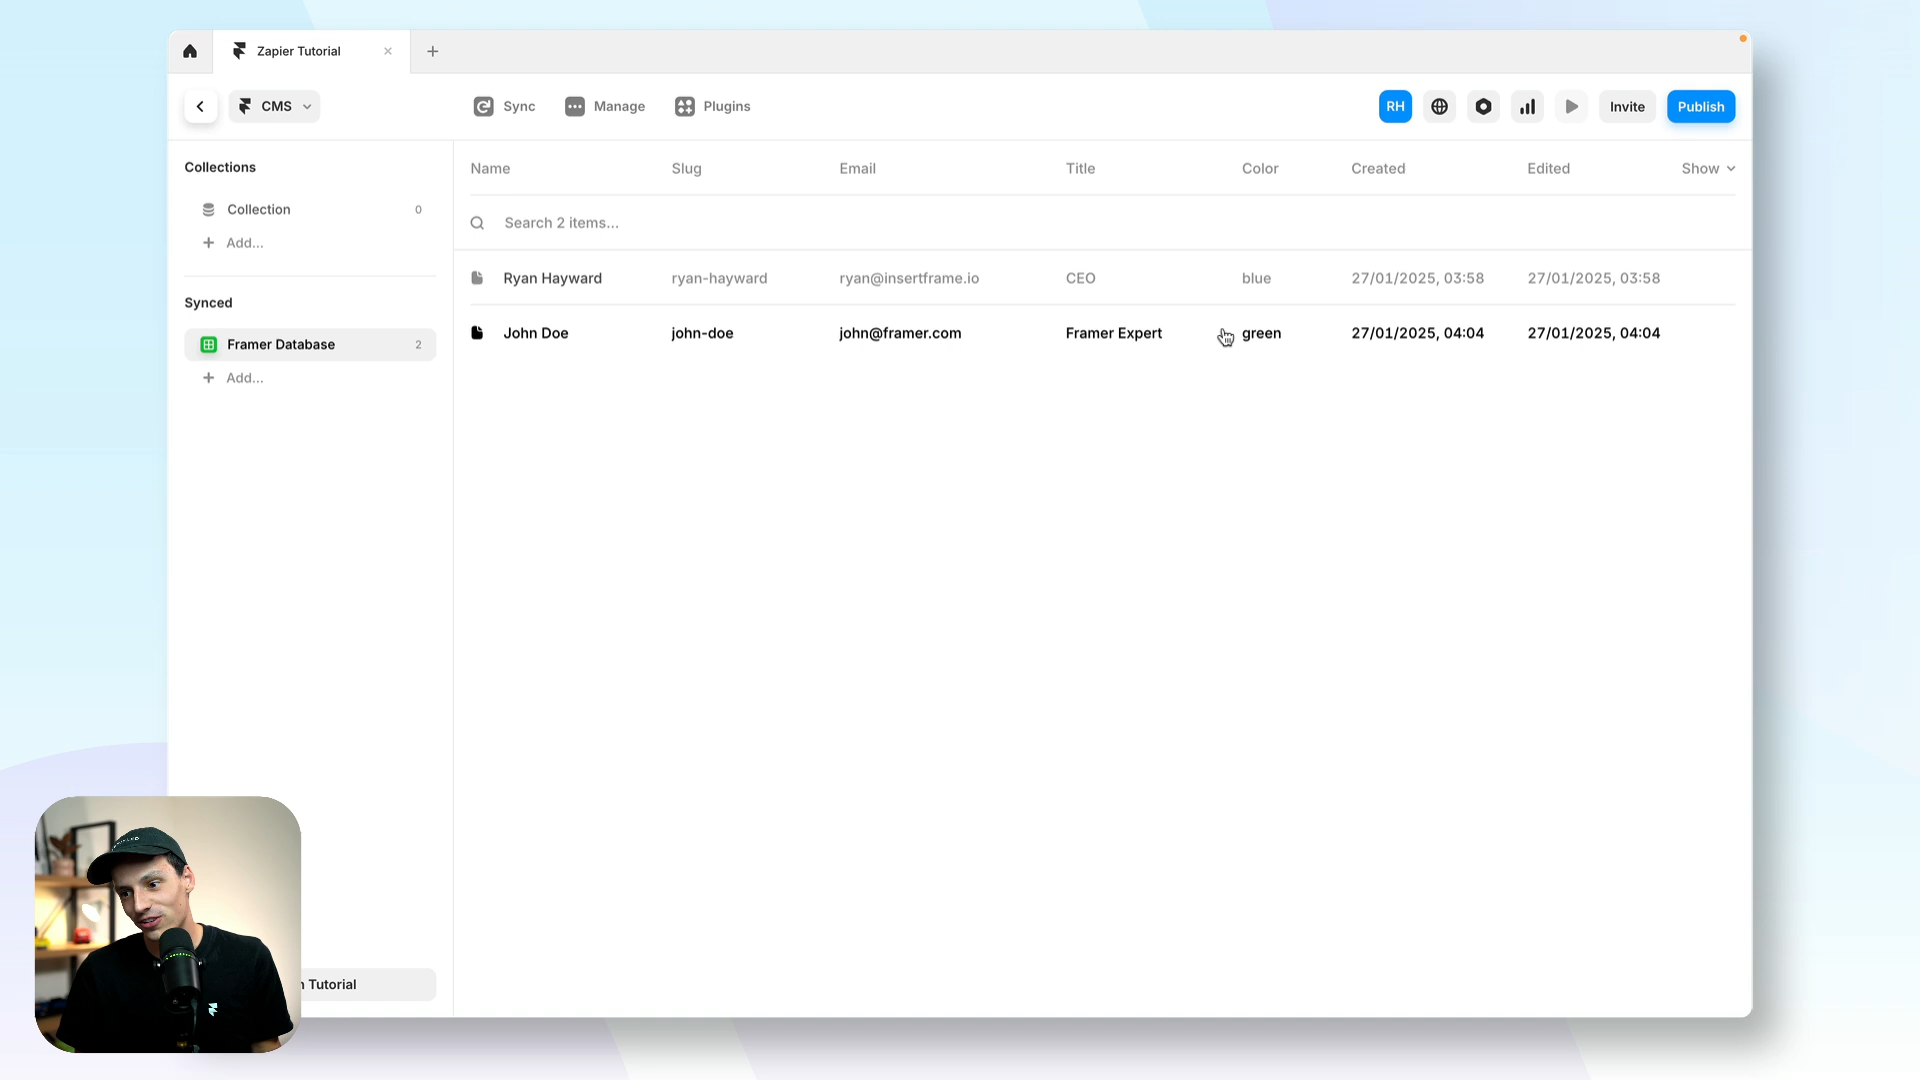 Zapier Tutorial
CMS
Sync
Manage
Plugins
RH
Invite
Publish
Collections
Collection 0
Add...
Synced
Framer Database 2
Add...
Name Slug Email Title Color Created Edited Show
Search 2 items...
Ryan Hayward ryan-hayward ryan@insertframe.io CEO blue 27/01/2025, 03:58 27/01/2025, 03:58
John Doe john-doe john@framer.com Framer Expert green 27/01/2025, 04:04 27/01/2025, 04:04
Tutorial